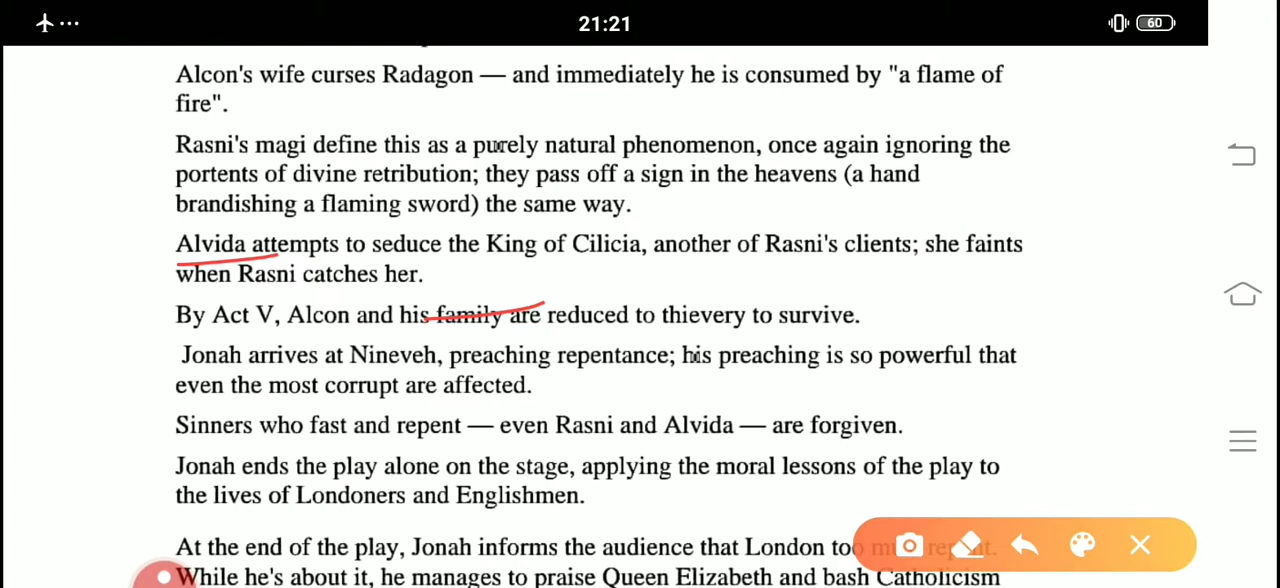 21:21
60
Alcon's wife curses Radagon — and immediately he is consumed by "a flame of
fire".
Rasni's magi define this as a purely natural phenomenon, once again ignoring the
portents of divine retribution; they pass off a sign in the heavens (a hand
brandishing a flaming sword) the same way.
Alvida attempts to seduce the King of Cilicia, another of Rasni's clients; she faints
when Rasni catches her.
By Act V, Alcon and his family are reduced to thievery to survive.
Jonah arrives at Nineveh, preaching repentance; his preaching is so powerful that
even the most corrupt are affected.
Sinners who fast and repent — even Rasni and Alvida — are forgiven.
Jonah ends the play alone on the stage, applying the moral lessons of the play to
the lives of Londoners and Englishmen.
At the end of the play, Jonah informs the audience that London too
While he's about it, he manages to praise Queen Elizabeth and bash Catholicism